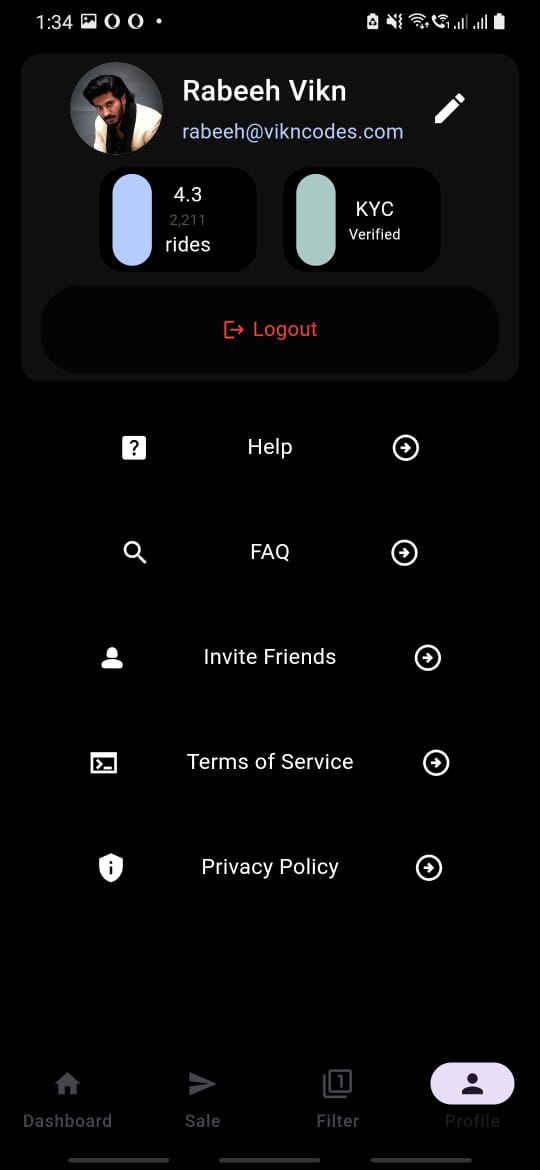 1:34
Rabeeh Vikn
rabeeh@vikncodes.com
4.3
2,211
rides
KYC
Verified
Logout
Help
FAQ
Invite Friends
Terms of Service
Privacy Policy
1
Dashboard
Sale
Filter
Profile